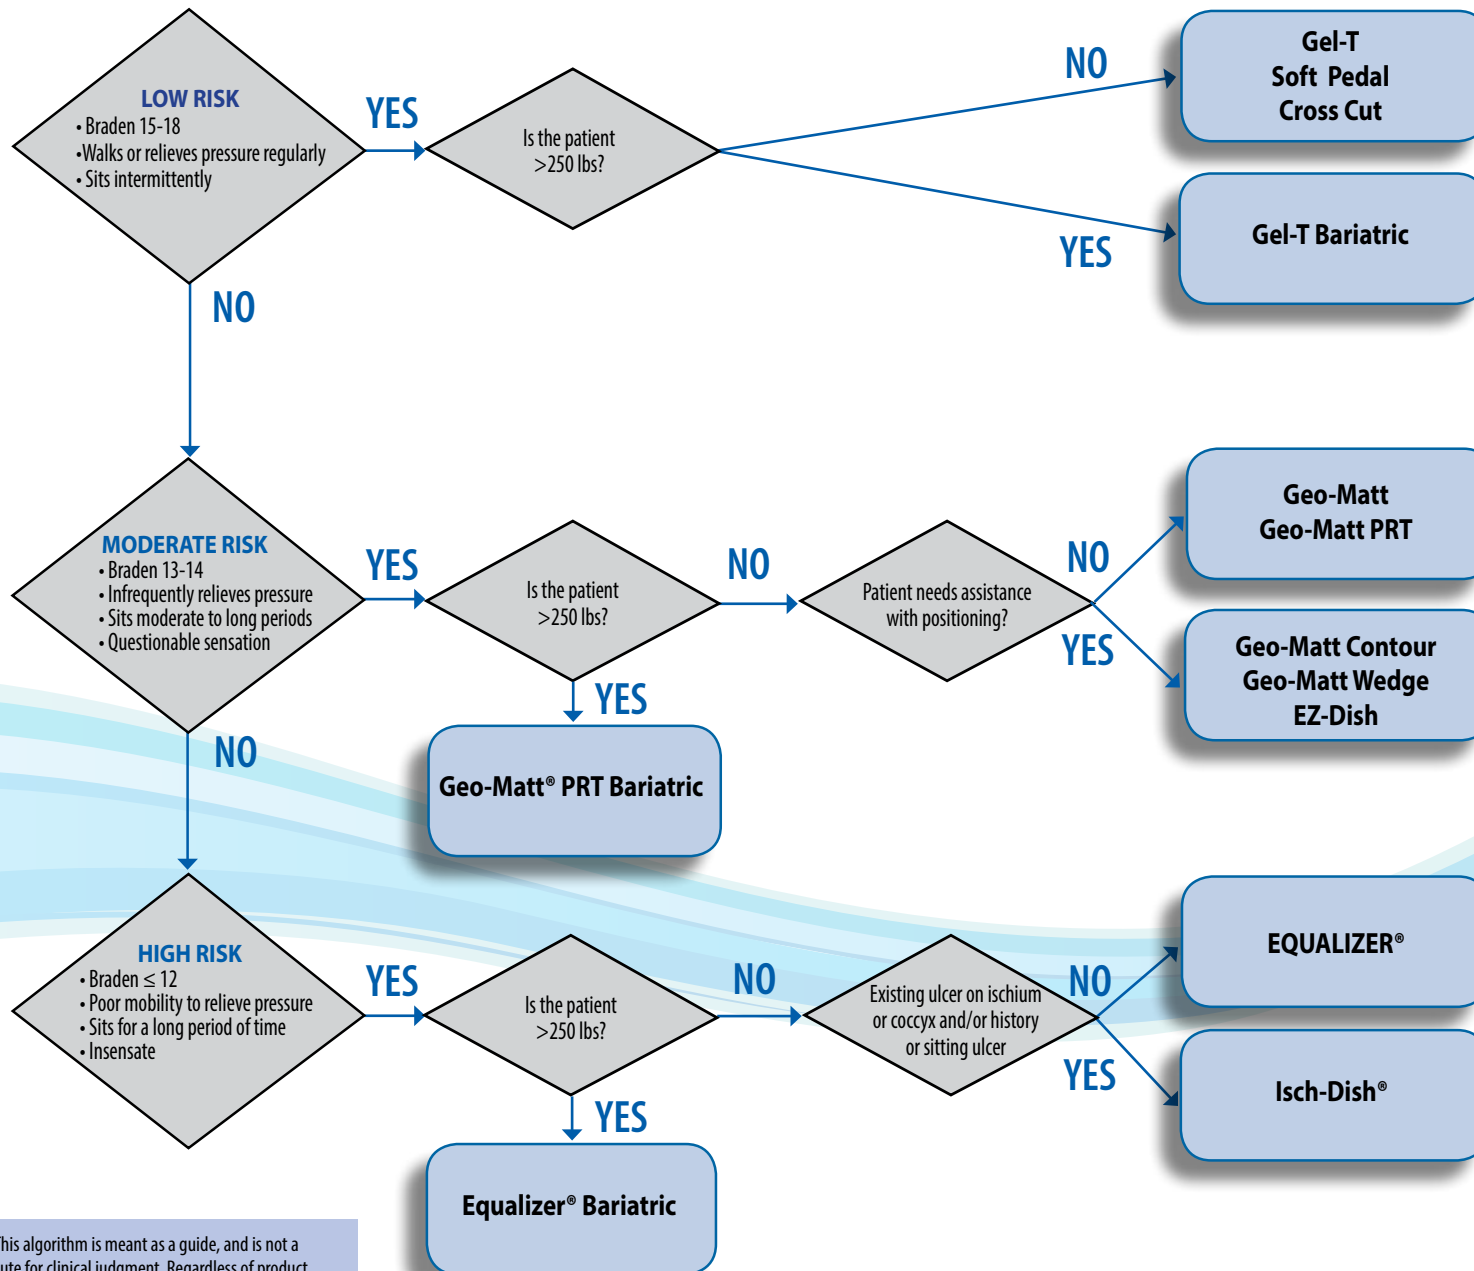 LOW RISK
• Braden 15-18
•Walks or relieves pressure regularly
• Sits intermittently
YES
Is the patient
>250 lbs?
NO
Gel-T
Soft Pedal
Cross Cut
YES
Gel-T Bariatric
NO
MODERATE RISK
• Braden 13-14
• Infrequently relieves pressure
• Sits moderate to long periods
• Questionable sensation
YES
Is the patient
>250 lbs?
NO
Patient needs assistance
with positioning?
NO
Geo-Matt
Geo-Matt PRT
YES
Geo-Matt Contour
Geo-Matt Wedge
EZ-Dish
YES
Geo-Matt® PRT Bariatric
NO
HIGH RISK
• Braden ≤ 12
• Poor mobility to relieve pressure
• Sits for a long period of time
• Insensate
YES
Is the patient
>250 lbs?
NO
Existing ulcer on ischium
or coccyx and/or history
or sitting ulcer
NO
EQUALIZER®
YES
Isch-Dish®
YES
Equalizer® Bariatric
This algorithm is meant as a guide, and is not a
for clinical judgment. Regardless of product